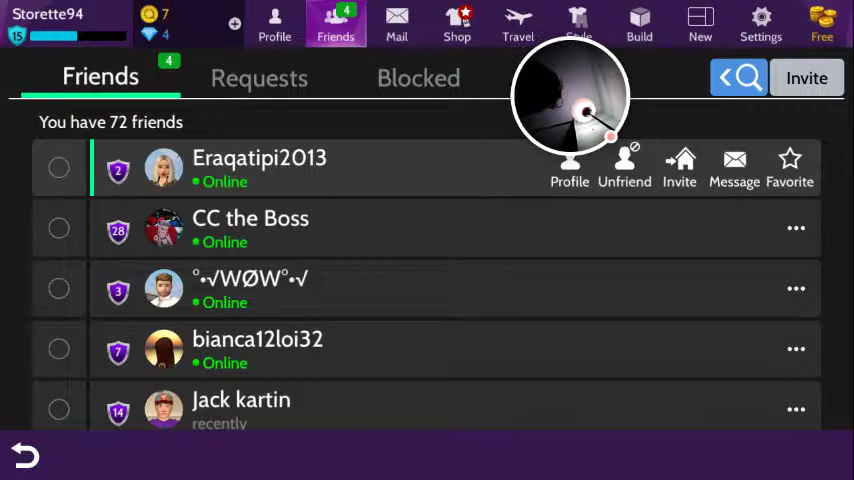 Storette94
15
7
4
Profile
Friends
4
Mail
Shop
Travel
Style
Build
New
Settings
Free
Friends
4
Requests
Blocked
Invite
You have 72 friends
2
Eraqatipi2013
Online
Profile
Unfriend
Invite
Message
Favorite
28
CC the Boss
Online
3
°•√WØW°•√
Online
7
bianca12loi32
Online
14
Jack kartin
recently